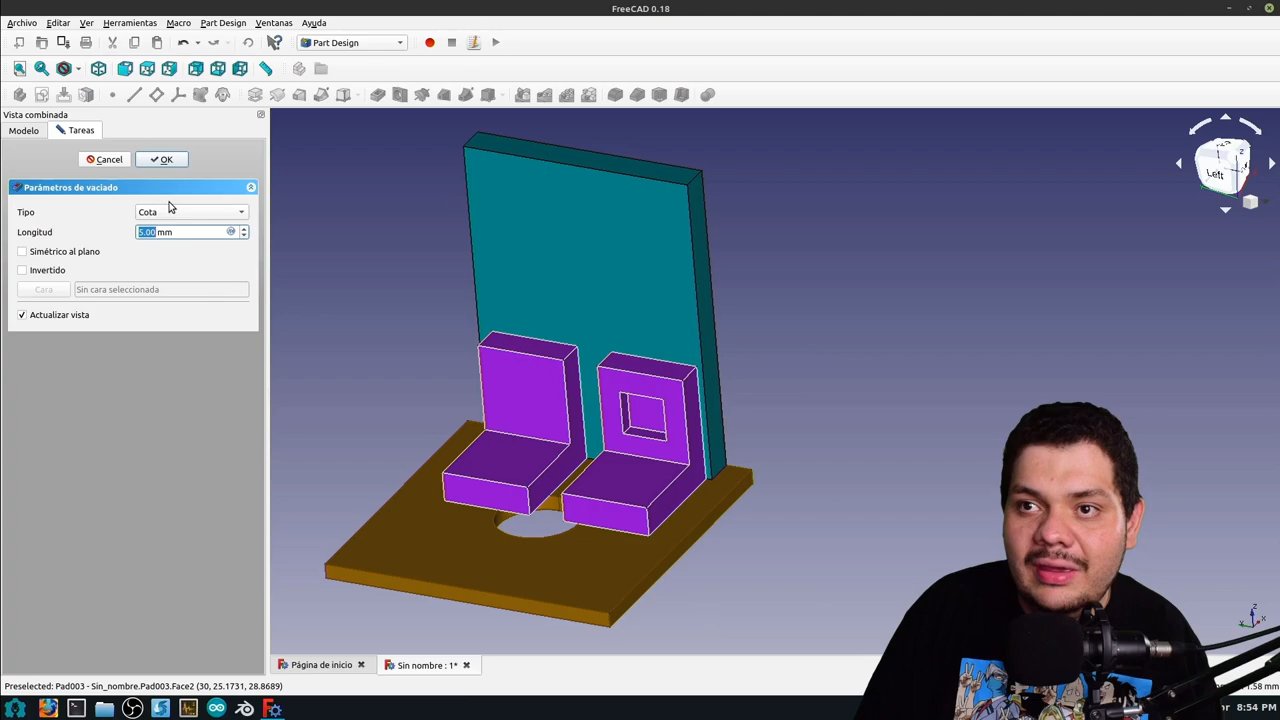 FreeCAD 0.18
Archivo Editar Ver Herramientas Macro Part Design Ventanas Ayuda
Part Design
Vista combinada
Modelo Tareas
Cancel OK
Parámetros de vaciado
Tipo Cota
Longitud 5.00 mm
Simétrico al plano
Invertido
Cara Sin cara seleccionada
Actualizar vista
Left
Z
Página de inicio Sin nombre : 1*
Preselected: Pad003 - Sin_nombre.Pad003.Face2 (30, 25.1731, 28.8689)
1.58 mm
8:54 PM